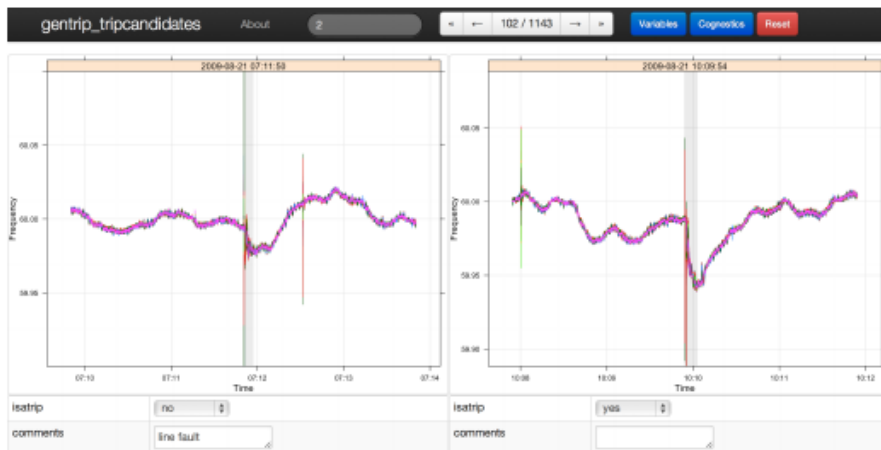 gentrip_tripcandidates About 2 « ← 102 / 1143 → » Variables Cognostics Reset
2009-08-21 07:11:50
60.05
60.00
59.95
Frequency
07:10 07:11 07:12 07:13 07:14
Time
2009-08-21 10:09:54
60.05
60.00
59.95
59.90
Frequency
10:08 10:09 10:10 10:11 10:12
Time
isatrip no
comments line fault
isatrip yes
comments